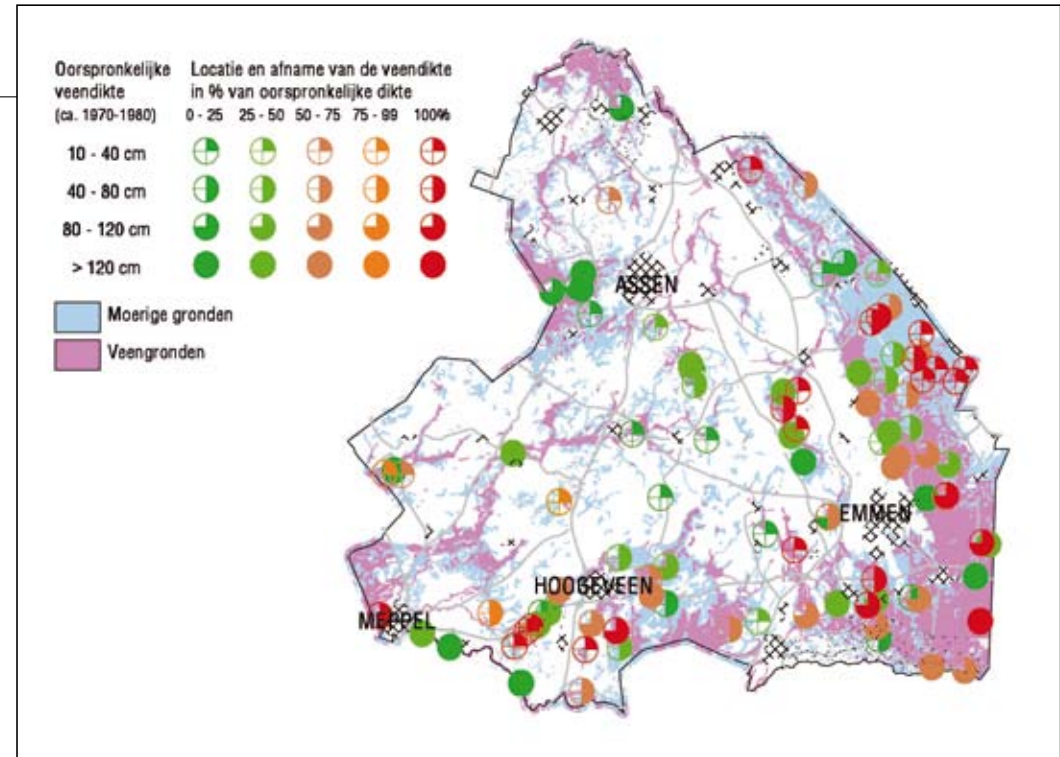 Oorspronkelijke
veendikte
(ca. 1970-1980)
Locatie en afname van de veendikte
in % van oorspronkelijke dikte
0 - 25 25 - 50 50 - 75 75 - 99 100%
10 - 40 cm
40 - 80 cm
80 - 120 cm
> 120 cm
Moerige gronden
Veengronden
ASSEN
EMMEN
HOOGEVEEN
MEPPEL